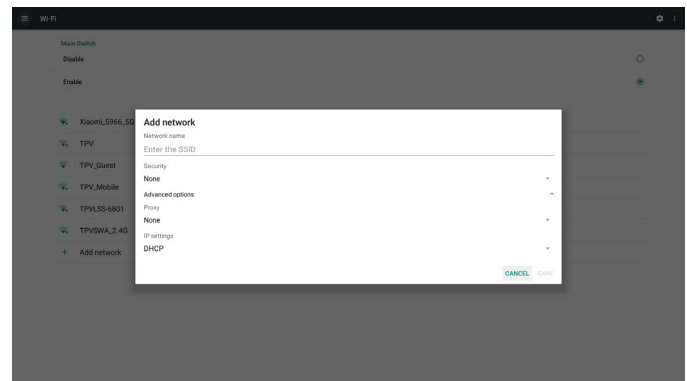 Wi-Fi
Main Switch
Disable
Enable
Xiaomi_5966_5G
TPV
TPV_Guest
TPV_Mobile
TPVLSS-6801
TPVSWA_2.4G
Add network
Add network
Network name
Enter the SSID
Security
None
Advanced options
Proxy
None
IP settings
DHCP
CANCEL SAVE